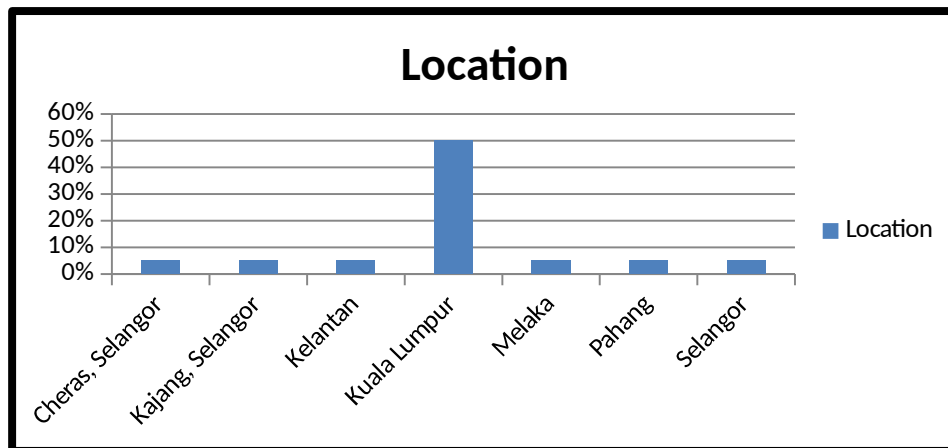 Location
60%
50%
40%
30%
20%
10%
0%
Location
Cheras, Selangor
Kajang, Selangor
Kelantan
Kuala Lumpur
Melaka
Pahang
Selangor